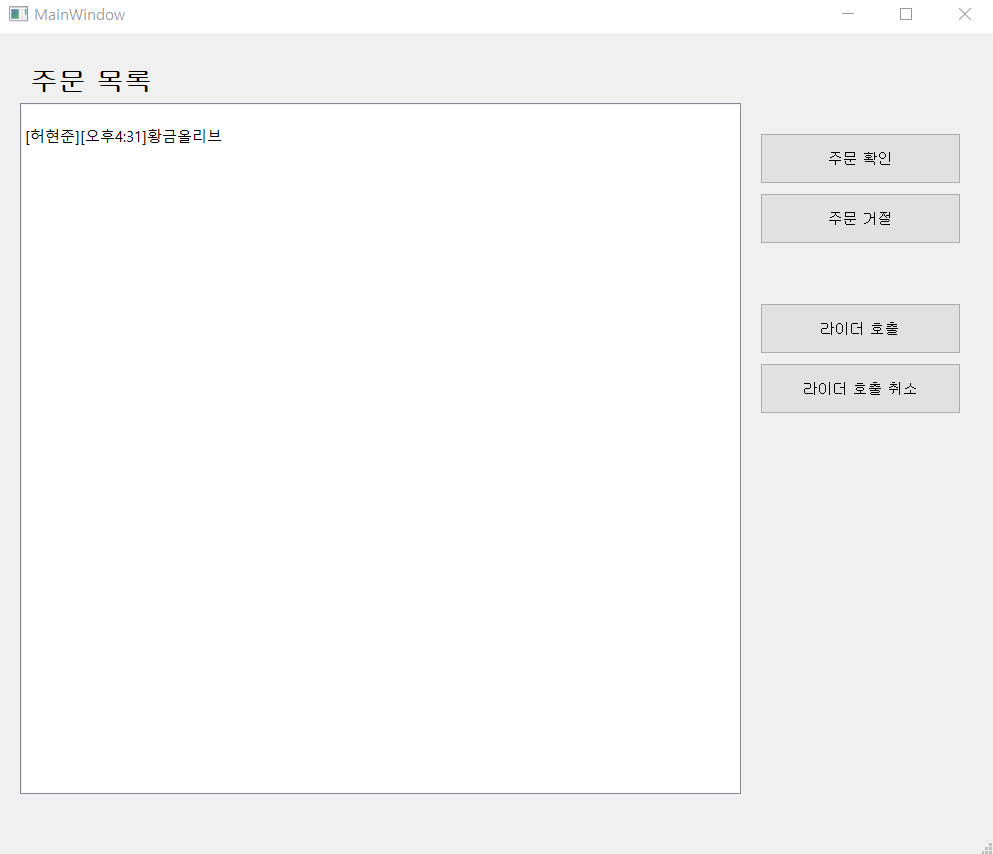 MainWindow
주문 목록
[허현준][오후4:31]황금올리브
주문 확인
주문 거절
라이더 호출
라이더 호출 취소